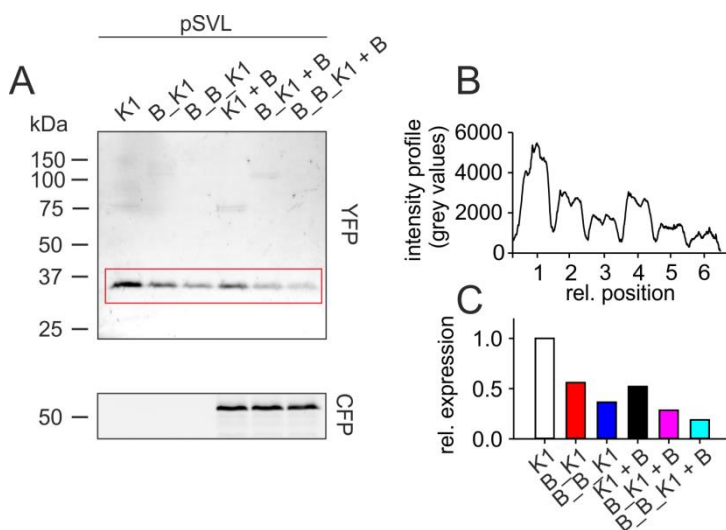 pSVL
A
K1
B_K1
B_B_K1
K1 + B
B_K1 + B
B_B_K1 + B
kDa
150
100
75
50
37
25
YFP
50
CFP
B
intensity profile
(grey values)
6000
4000
2000
0
1 2 3 4 5 6
rel. position
C
rel. expression
1.0
0.5
0.0
K1
B_K1
B_B_K1
K1 + B
B_K1 + B
B_B_K1 + B